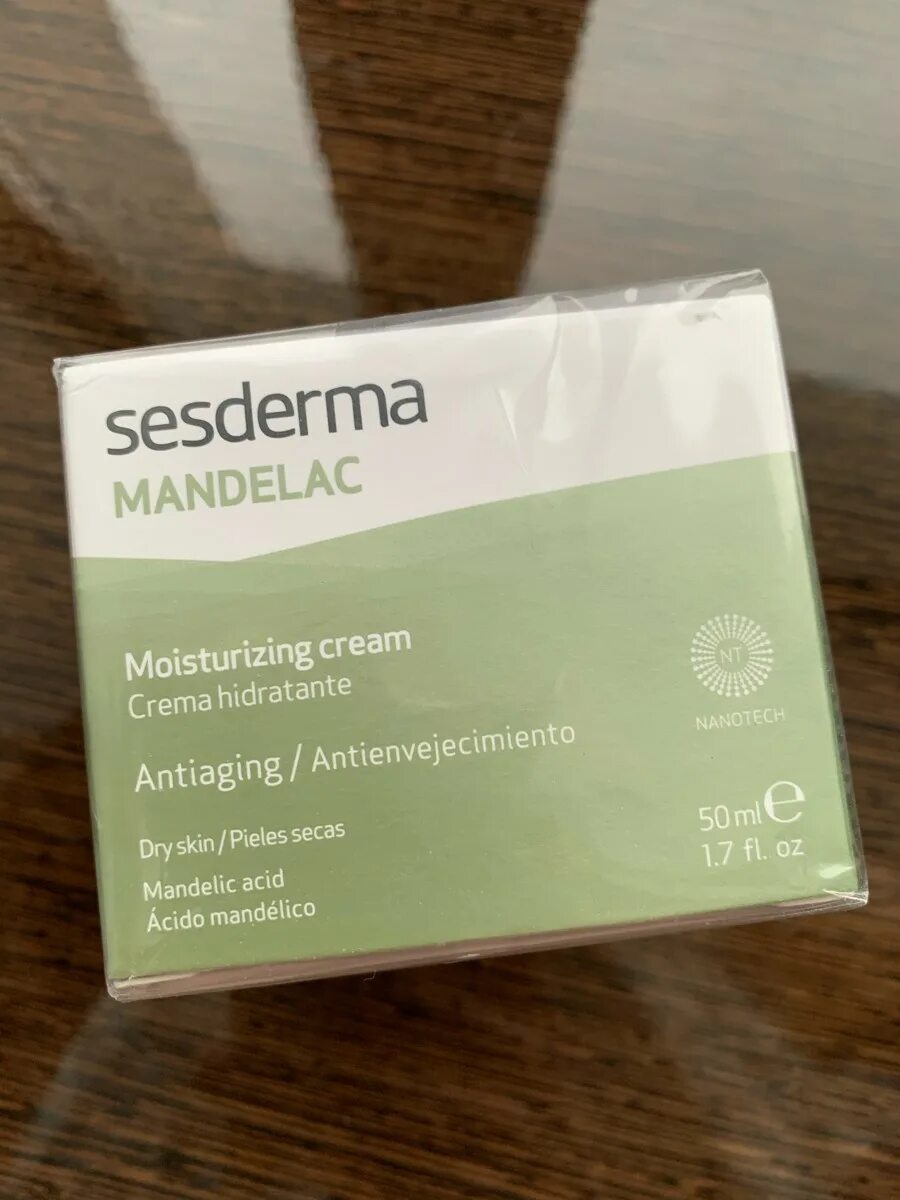 sesderma
MANDELAC
Moisturizing cream
Crema hidratante
NT
NANOTECH
Antiaging / Antienvejecimiento
Dry skin / Pieles secas
Mandelic acid
Ácido mandélico
50 ml ℮
1.7 fl. oz